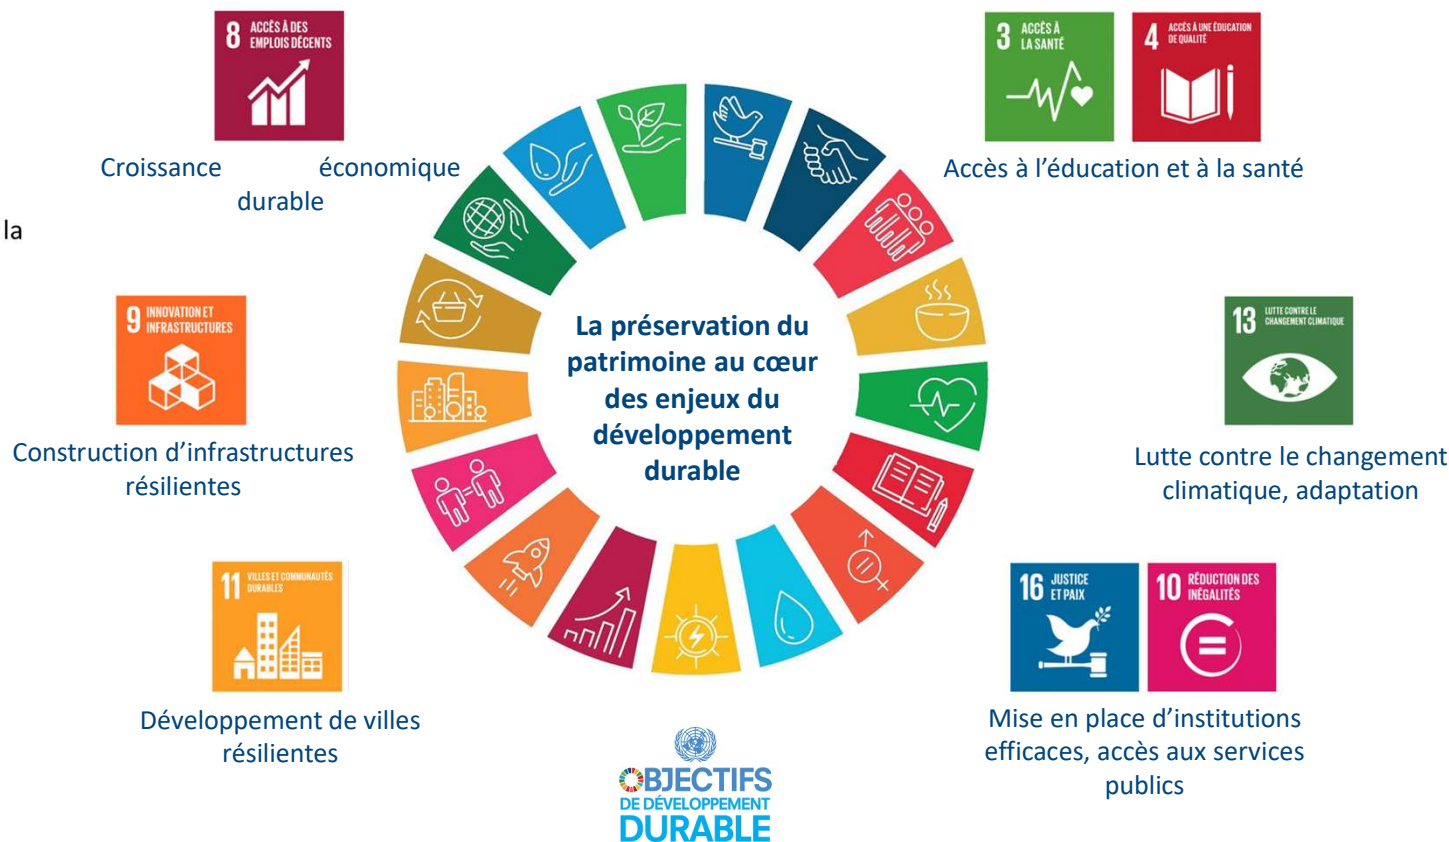 8 ACCÈS À DES
EMPLOIS DÉCENTS
Croissance économique
durable
la
9 INNOVATION ET
INFRASTRUCTURES
Construction d’infrastructures
résilientes
11 VILLES ET COMMUNAUTÉS
DURABLES
Développement de villes
résilientes
La préservation du
patrimoine au cœur
des enjeux du
développement
durable
OBJECTIFS
DE DÉVELOPPEMENT
DURABLE
3 ACCÈS À
LA SANTÉ
4 ACCÈS À UNE ÉDUCATION
DE QUALITÉ
Accès à l’éducation et à la santé
13 LUTTE CONTRE LE
CHANGEMENT CLIMATIQUE
Lutte contre le changement
climatique, adaptation
16 JUSTICE
ET PAIX
10 RÉDUCTION DES
INÉGALITÉS
Mise en place d’institutions
efficaces, accès aux services
publics